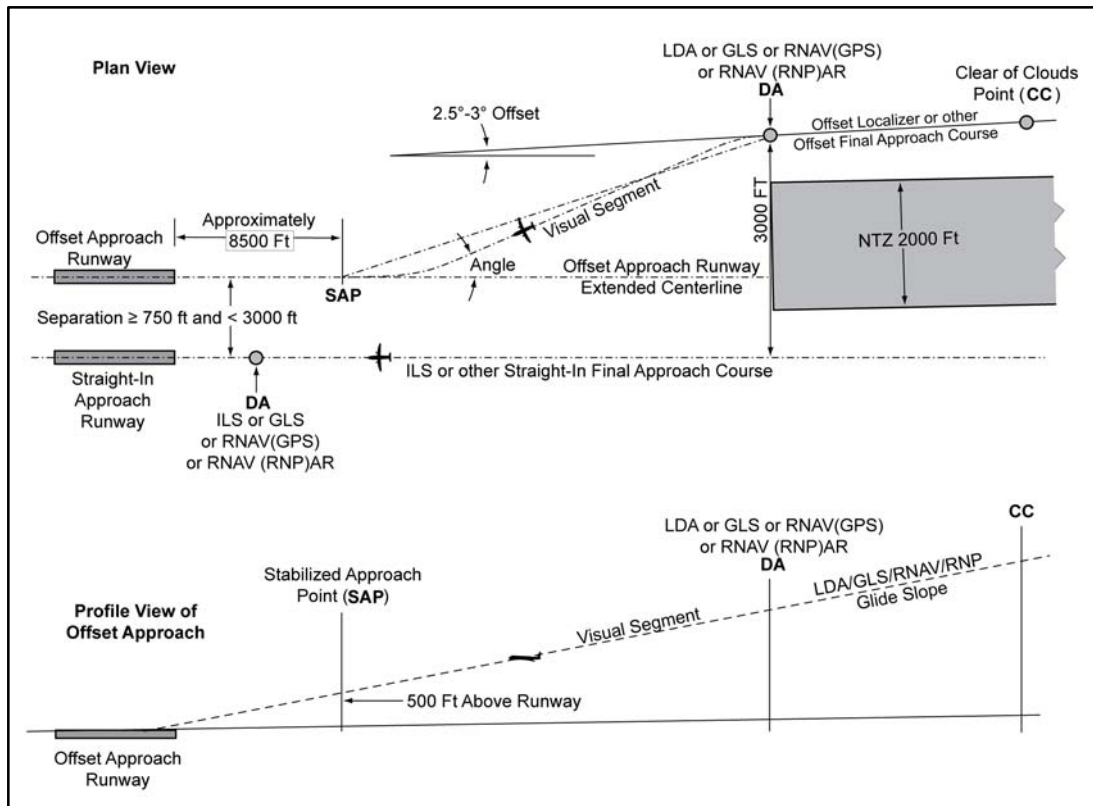 Plan View
LDA or GLS or RNAV(GPS)
or RNAV (RNP)AR
DA
Clear of Clouds
Point (CC)
2.5°-3° Offset
Offset Localizer or other
Offset Final Approach Course
Approximately
8500 Ft
Offset Approach
Runway
Visual Segment
3000 FT
NTZ 2000 Ft
Angle
SAP
Offset Approach Runway
Extended Centerline
Separation ≥ 750 ft and < 3000 ft
ILS or other Straight-In Final Approach Course
Straight-In
Approach
Runway
DA
ILS or GLS
or RNAV(GPS)
or RNAV (RNP)AR
CC
LDA or GLS or RNAV(GPS)
or RNAV (RNP)AR
DA
Stabilized Approach
Point (SAP)
LDA/GLS/RNAV/RNP
Glide Slope
Profile View of
Offset Approach
Visual Segment
500 Ft Above Runway
Offset Approach
Runway